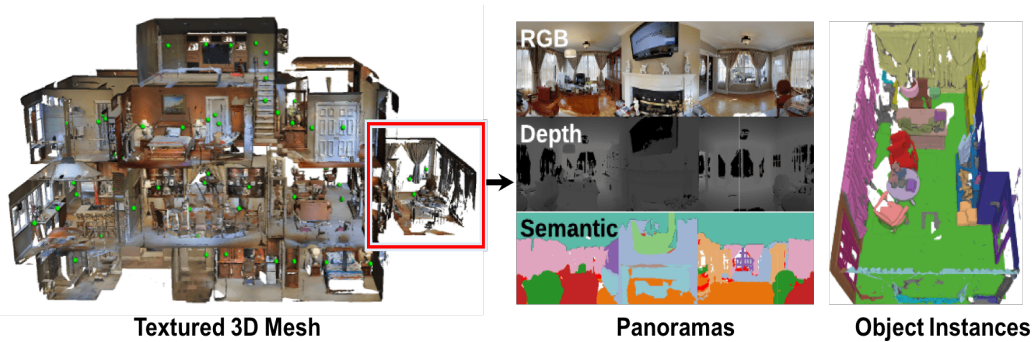 RGB
Depth
Semantic
Textured 3D Mesh
Panoramas
Object Instances